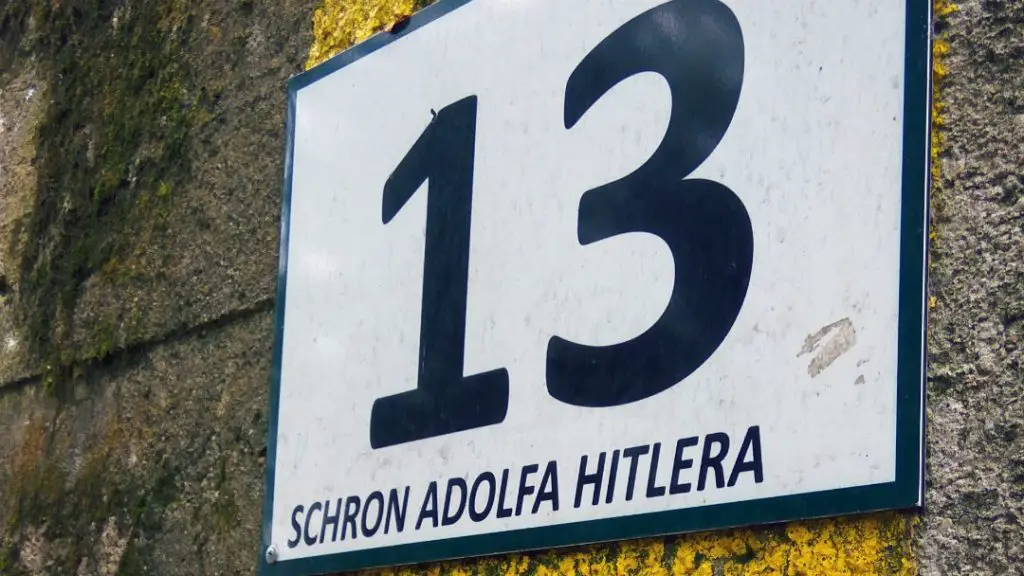 13
SCHRON ADOLFA HITLERA